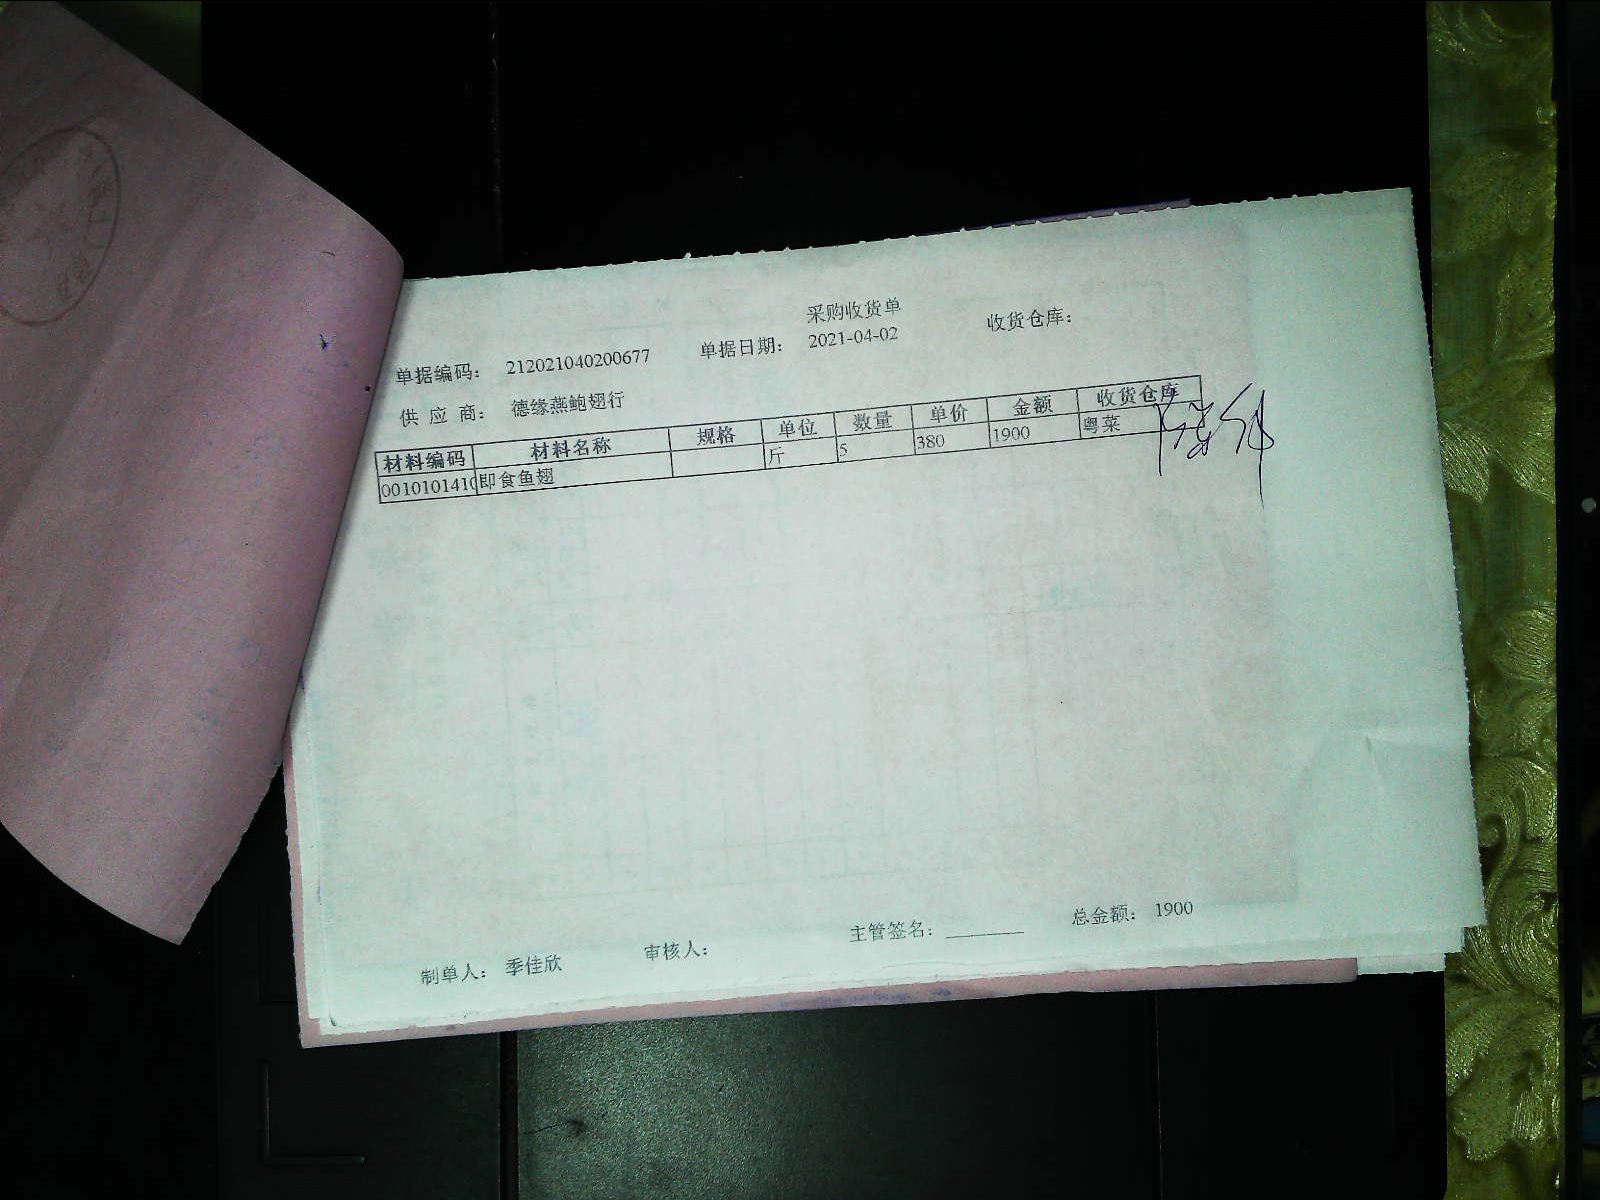 采购收货单
单据编码: 212021040200677 单据日期: 2021-04-02 收货仓库:
供 应 商: 德缘燕鲍翅行
材料编码 材料名称 规格 单位 数量 单价 金额 收货仓库
0010101410 即食鱼翅 斤 5 380 1900 粤菜
制单人: 季佳欣 审核人: 主管签名: ________ 总金额: 1900